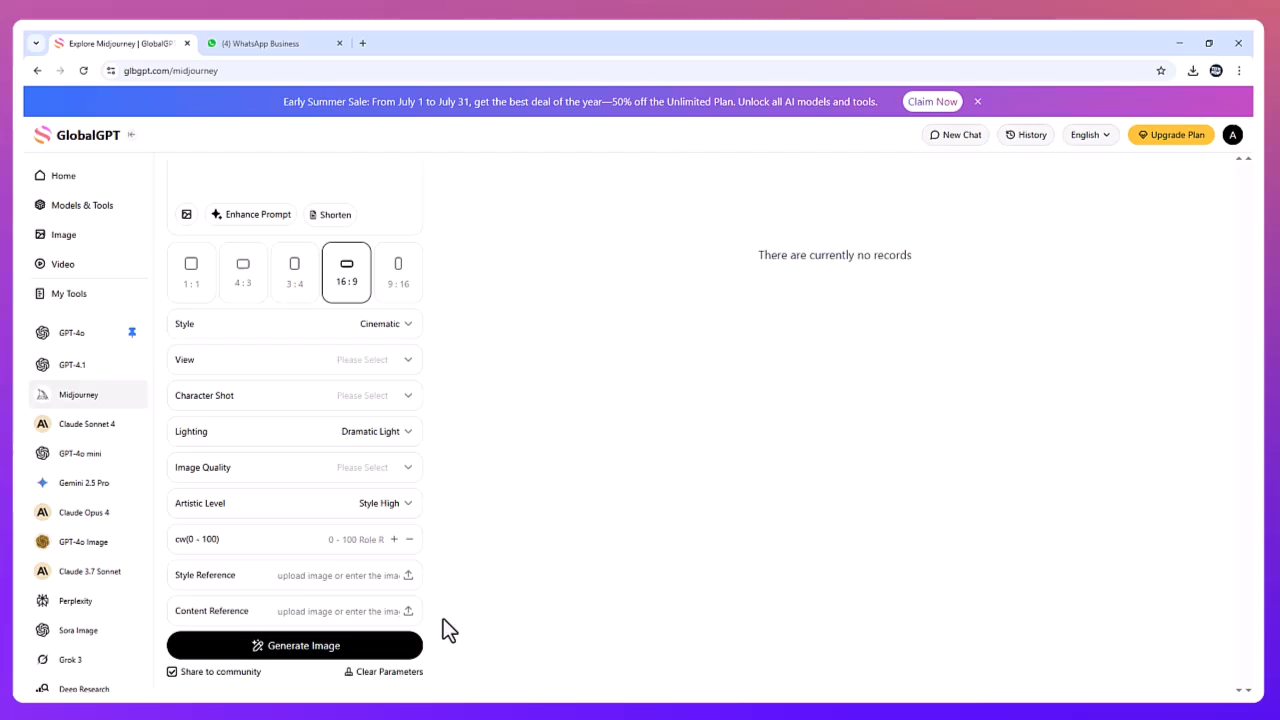 Explore Midjourney | GlobalGPT
(4) WhatsApp Business
glbgpt.com/midjourney
Early Summer Sale: From July 1 to July 31, get the best deal of the year—50% off the Unlimited Plan. Unlock all AI models and tools.
Claim Now
GlobalGPT
New Chat
History
English
Upgrade Plan
A
Home
Models & Tools
Image
Video
My Tools
GPT-4o
GPT-4.1
Midjourney
Claude Sonnet 4
GPT-4o mini
Gemini 2.5 Pro
Claude Opus 4
GPT-4o Image
Claude 3.7 Sonnet
Perplexity
Sora Image
Grok 3
Deep Research
Enhance Prompt
Shorten
1 : 1
4 : 3
3 : 4
16 : 9
9 : 16
Style Cinematic
View Please Select
Character Shot Please Select
Lighting Dramatic Light
Image Quality Please Select
Artistic Level Style High
cw(0 - 100) 0 - 100 Role R
Style Reference upload image or enter the ima
Content Reference upload image or enter the ima
Generate Image
Share to community
Clear Parameters
There are currently no records